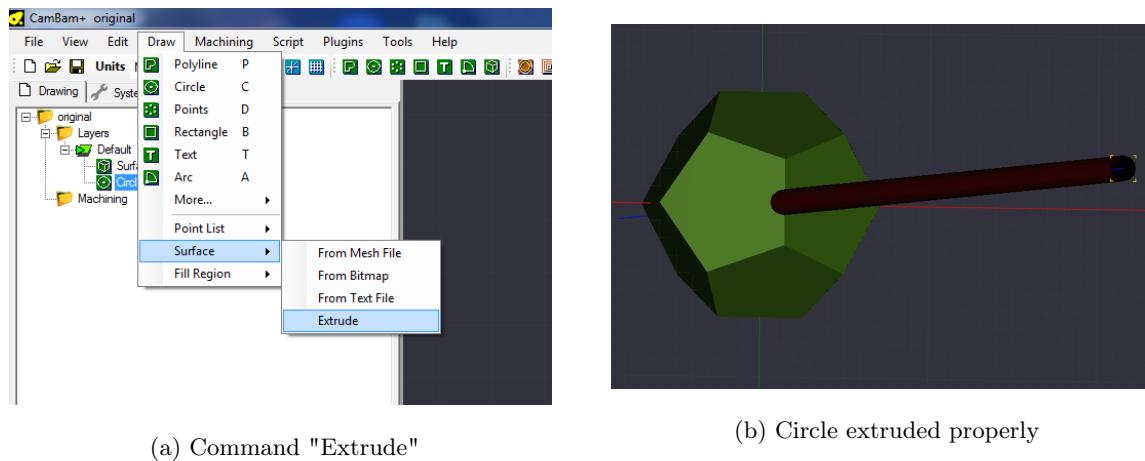 CamBam+ original
File View Edit Draw Machining Script Plugins Tools Help
Units
Drawing Syste
original
Layers
Default
Surfa
Circl
Machining
Polyline P
Circle C
Points D
Rectangle B
Text T
Arc A
More...
Point List
Surface
Fill Region
From Mesh File
From Bitmap
From Text File
Extrude
(a) Command "Extrude"
(b) Circle extruded properly